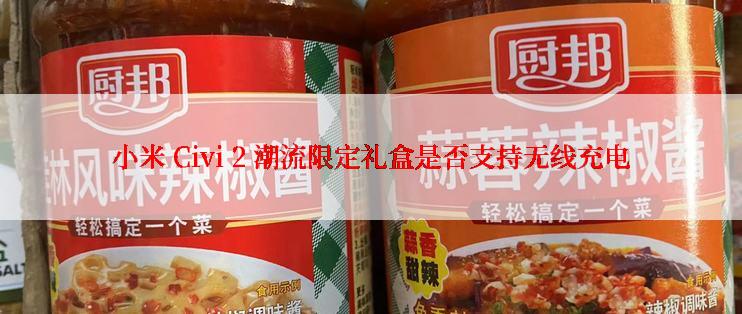 厨邦
厨邦
小米 Civi 2 潮流限定礼盒是否支持无线充电
林风味辣椒酱
蒜蓉辣椒酱
轻松搞定一个菜
轻松搞定一个菜
蒜香
甜辣
SALT
食用示例
食用示例
辣椒调味酱